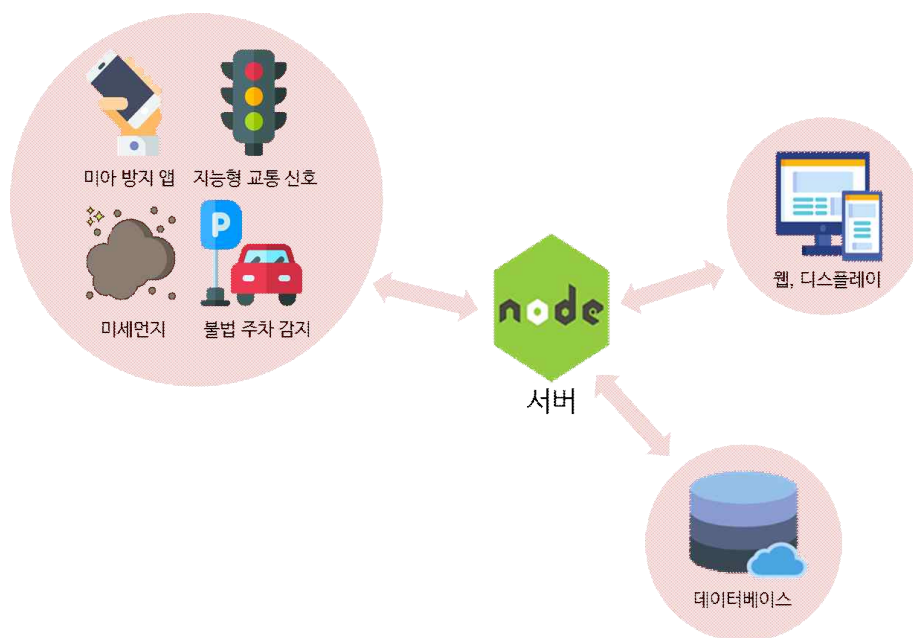 미아 방지 앱
지능형 교통 신호
P
미세먼지
불법 주차 감지
node
서버
웹, 디스플레이
데이터베이스